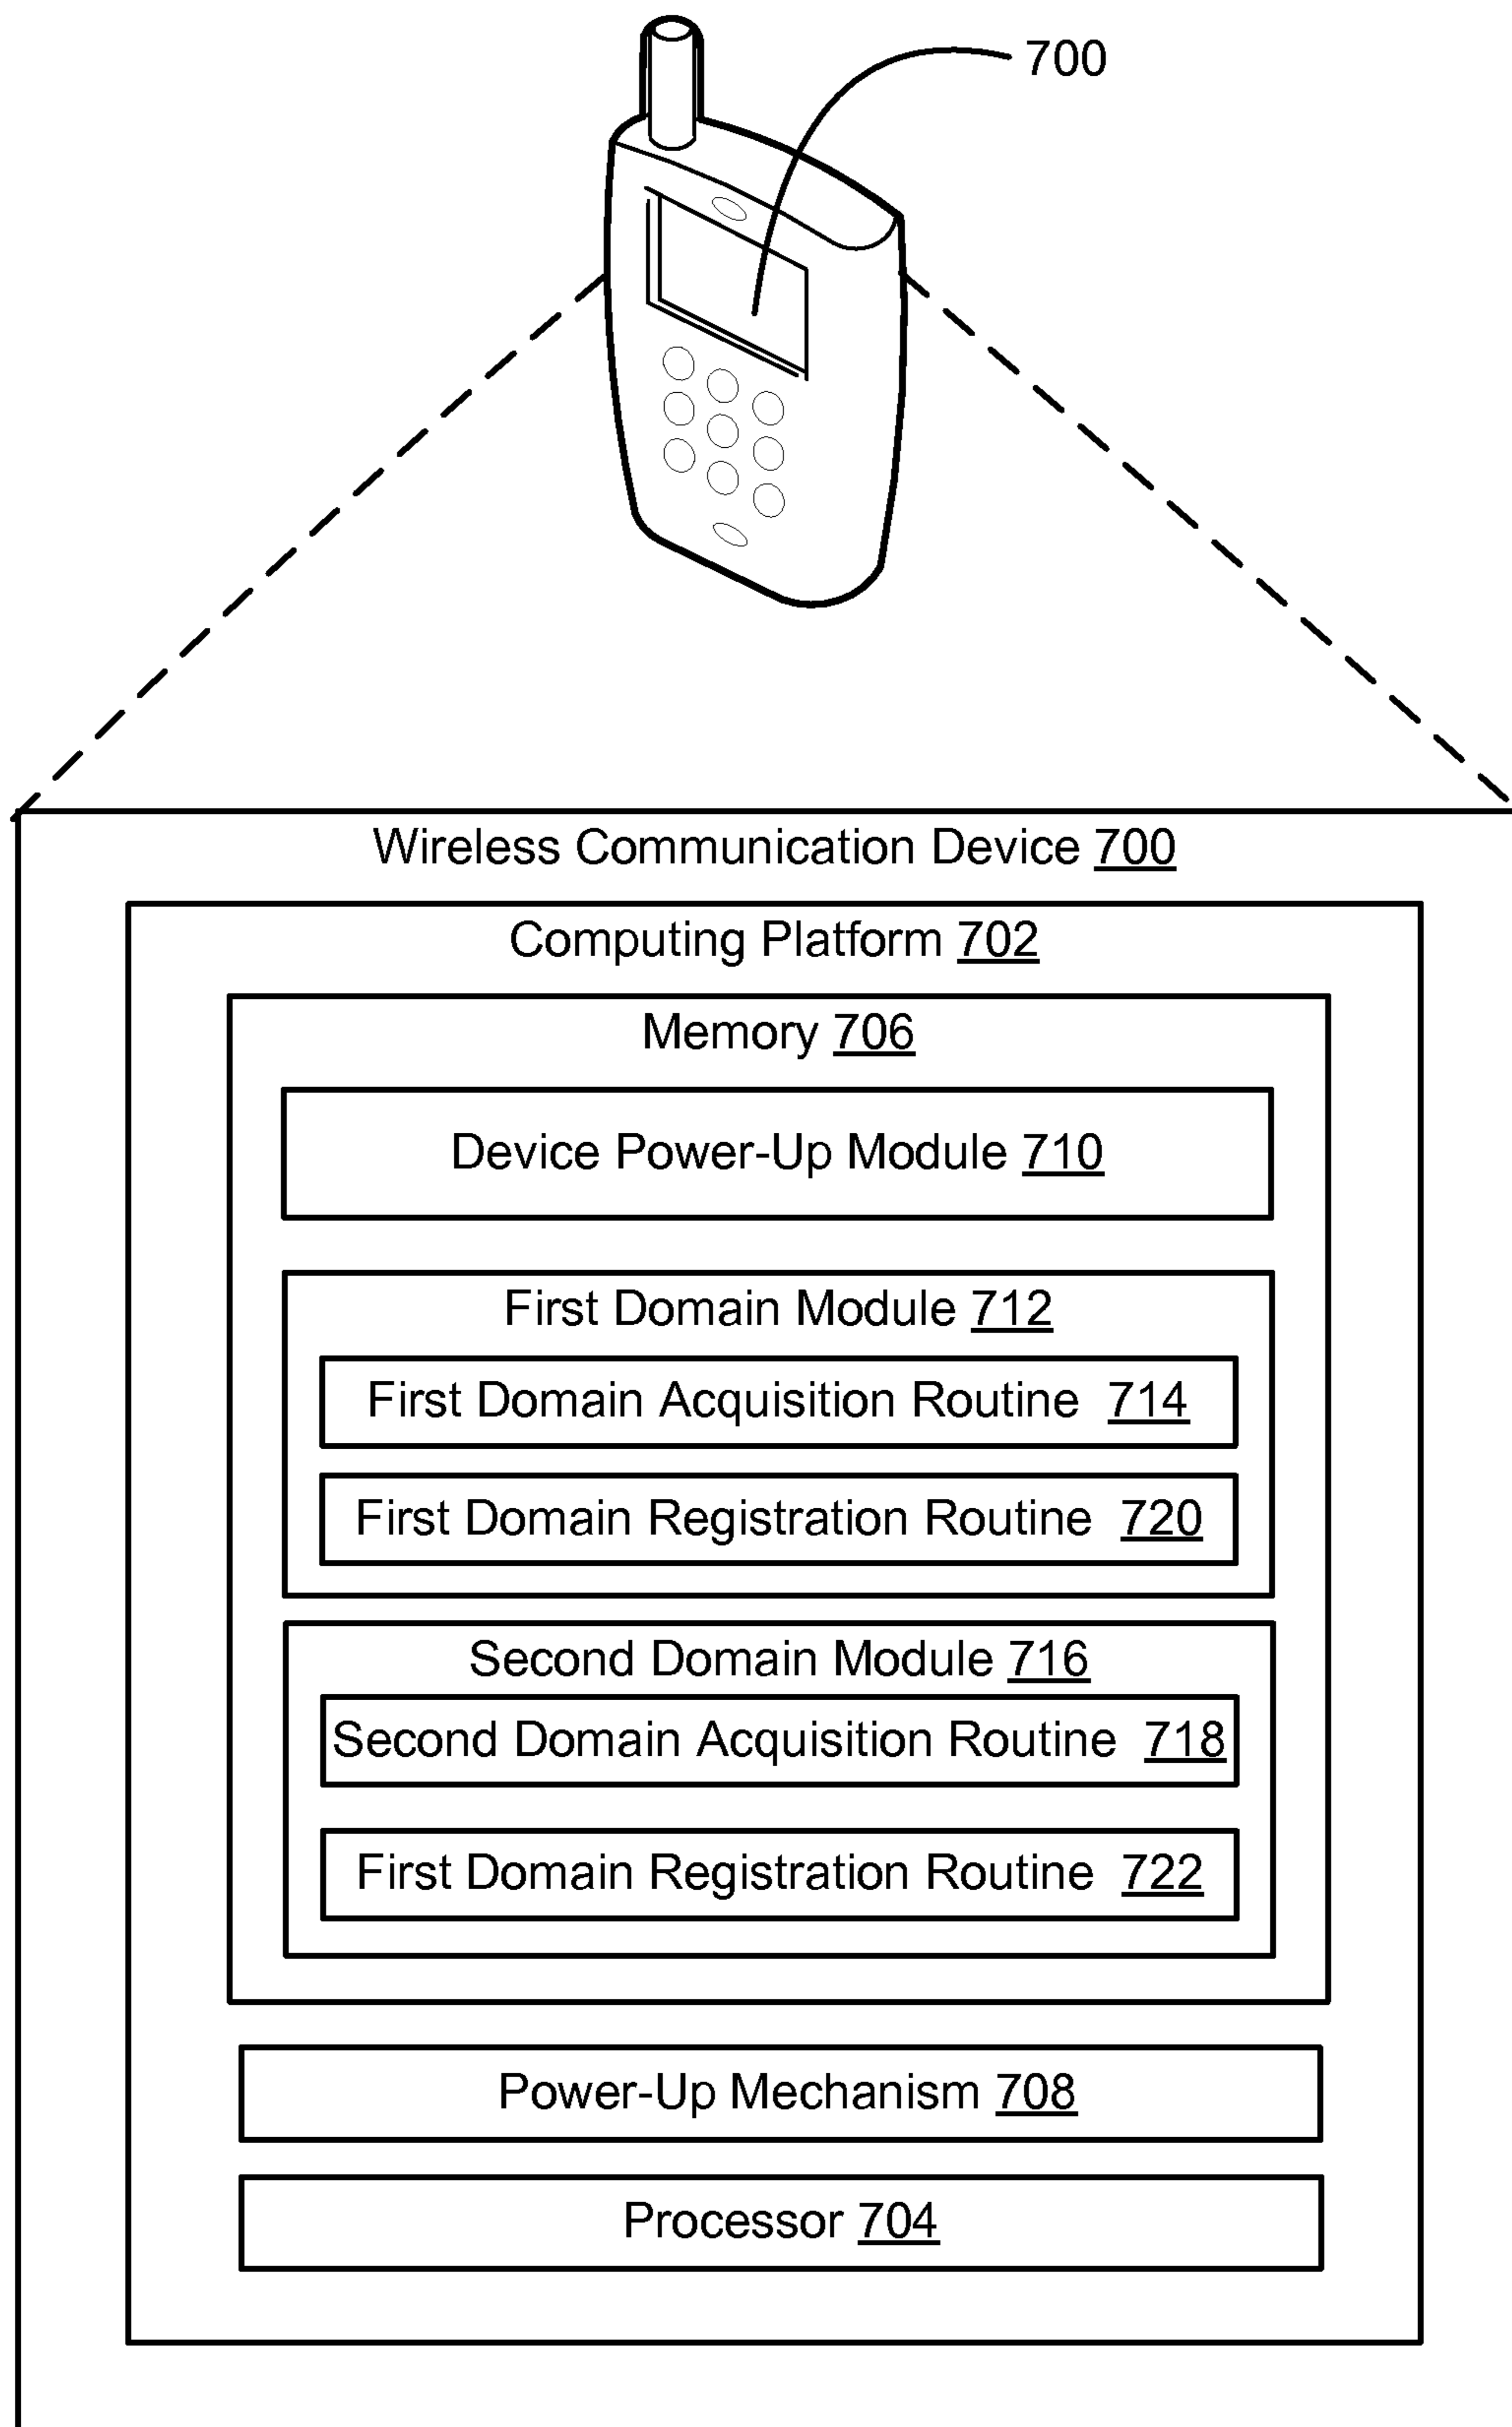 700
Wireless Communication Device 700
Computing Platform 702
Memory 706
Device Power-Up Module 710
First Domain Module 712
First Domain Acquisition Routine 714
First Domain Registration Routine 720
Second Domain Module 716
Second Domain Acquisition Routine 718
First Domain Registration Routine 722
Power-Up Mechanism 708
Processor 704